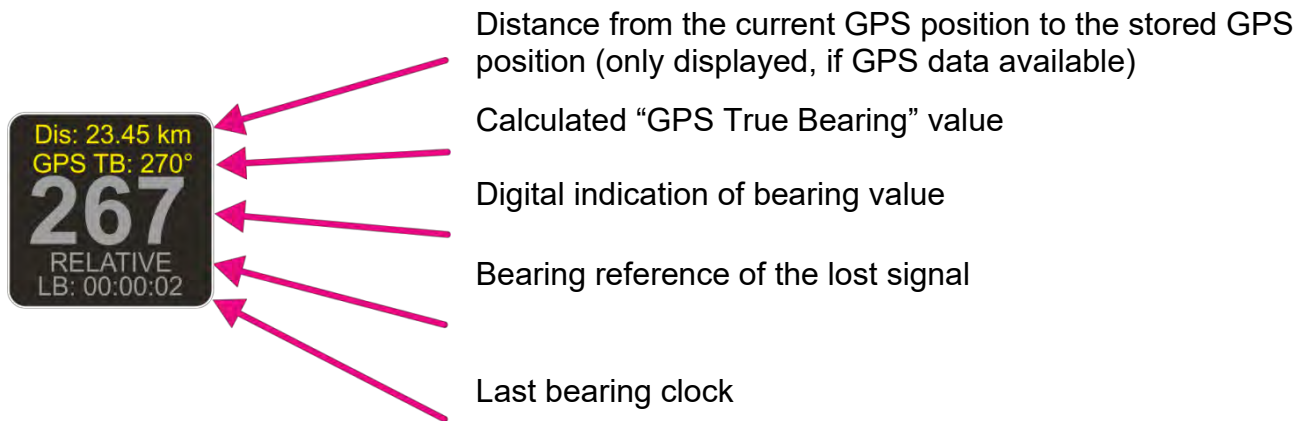 Distance from the current GPS position to the stored GPS
position (only displayed, if GPS data available)
Calculated “GPS True Bearing” value
Digital indication of bearing value
Bearing reference of the lost signal
Last bearing clock
Dis: 23.45 km
GPS TB: 270°
267
RELATIVE
LB: 00:00:02